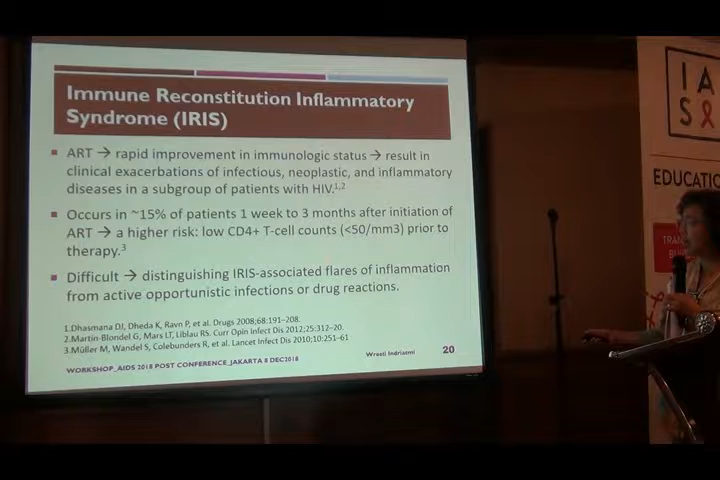 Immune Reconstitution Inflammatory
Syndrome (IRIS)
ART → rapid improvement in immunologic status → result in
clinical exacerbations of infectious, neoplastic, and inflammatory
diseases in a subgroup of patients with HIV.1,2
Occurs in ~15% of patients 1 week to 3 months after initiation of
ART → a higher risk: low CD4+ T-cell counts (<50/mm3) prior to
therapy.3
Difficult → distinguishing IRIS-associated flares of inflammation
from active opportunistic infections or drug reactions.
1.Dhasmana DJ, Dheda K, Ravn P, et al. Drugs 2008;68:191–208.
2.Martin-Blondel G, Mars LT, Liblau RS. Curr Opin Infect Dis 2012;25:312–20.
3.Müller M, Wandel S, Colebunders R, et al. Lancet Infect Dis 2010;10:251–61
WORKSHOP_AIDS 2018 POST CONFERENCE_JAKARTA 8 DEC2018
Wresti Indriatmi
20
IA
S
EDUCATIO
TRAN